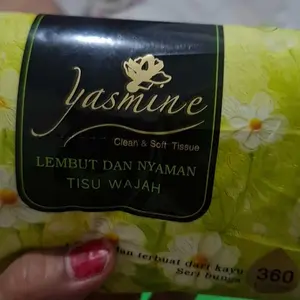 Yasmine
Clean & Soft Tissue
LEMBUT DAN NYAMAN
TISU WAJAH
dan terbuat dari kayu
Seri bunga
360